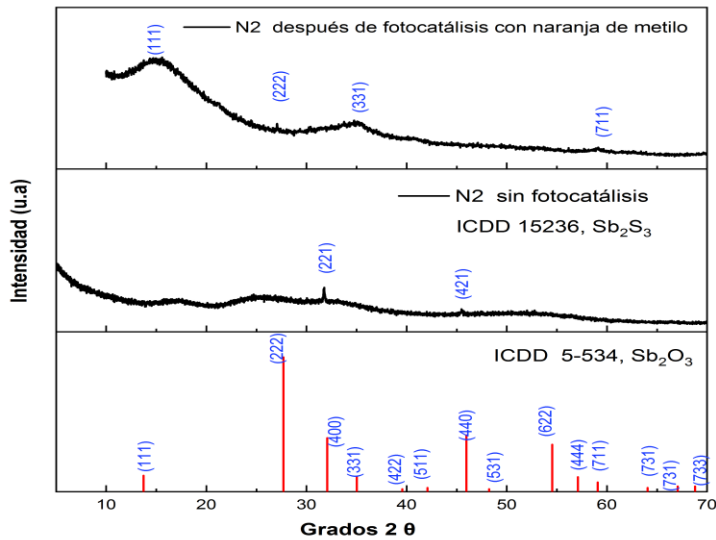 N2 después de fotocatálisis con naranja de metilo
(111)
(222)
(331)
(711)
N2 sin fotocatálisis
ICDD 15236, Sb₂S₃
(221)
(421)
Intensidad (u.a)
ICDD 5-534, Sb₂O₃
(111)
(222)
(400)
(331)
(422)
(511)
(440)
(531)
(622)
(444)
(711)
(731)
(731)
(733)
10 20 30 40 50 60 70
Grados 2 θ